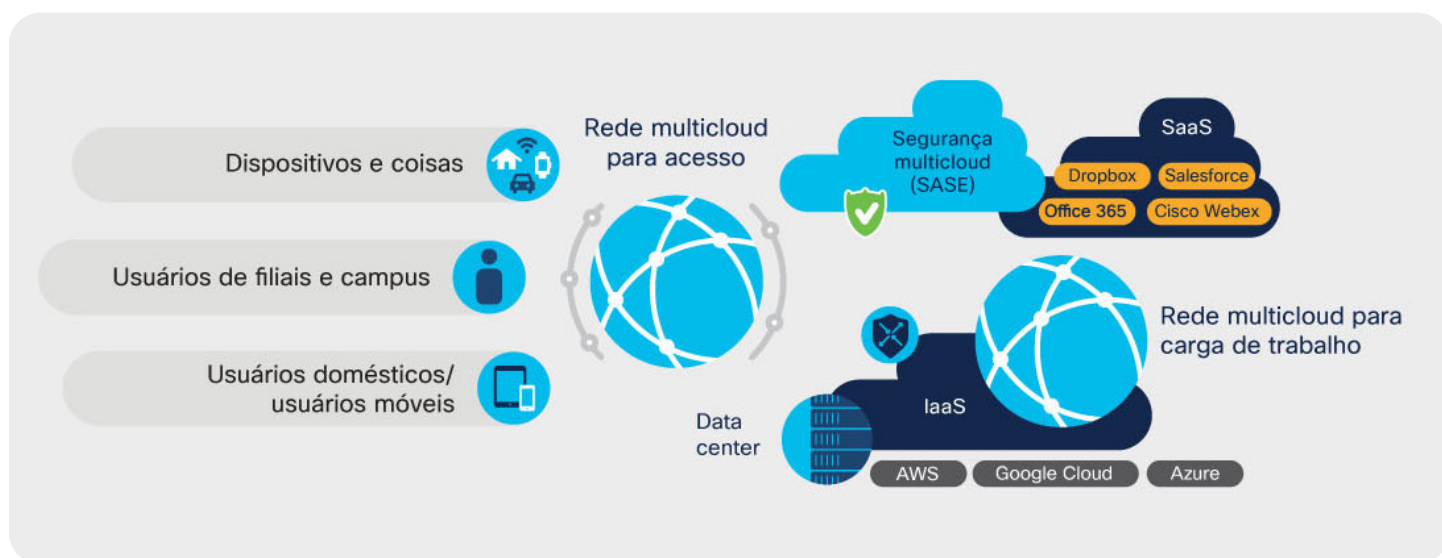 Dispositivos e coisas
Usuários de filiais e campus
Usuários domésticos/
usuários móveis
Rede multicloud
para acesso
Segurança
multicloud
(SASE)
SaaS
Dropbox
Salesforce
Office 365
Cisco Webex
Rede multicloud para
carga de trabalho
IaaS
Data
center
AWS
Google Cloud
Azure